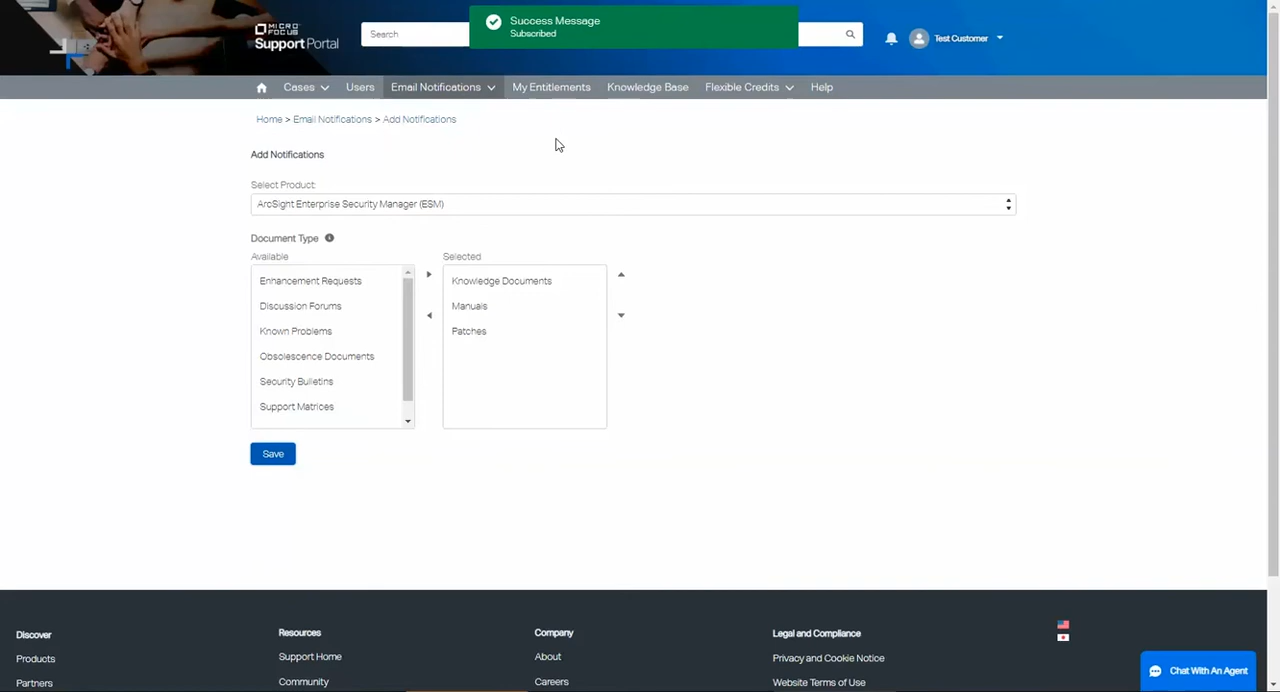 MICRO
FOCUS
Support Portal
Search
Success Message
Subscribed
Test Customer
Cases
Users
Email Notifications
My Entitlements
Knowledge Base
Flexible Credits
Help
Home > Email Notifications > Add Notifications
Add Notifications
Select Product:
ArcSight Enterprise Security Manager (ESM)
Document Type
Available
Selected
Enhancement Requests
Discussion Forums
Known Problems
Obsolescence Documents
Security Bulletins
Support Matrices
Knowledge Documents
Manuals
Patches
Save
Discover
Products
Partners
Resources
Support Home
Community
Company
About
Careers
Legal and Compliance
Privacy and Cookie Notice
Website Terms of Use
Chat With An Agent